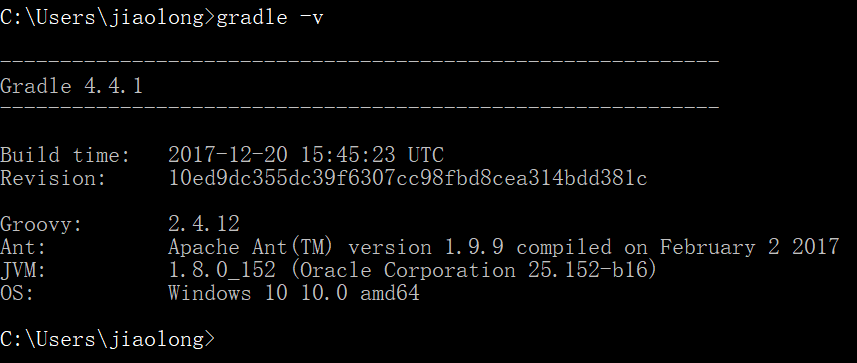 C:\Users\jiaolong>gradle -v
------------------------------------------------------------
Gradle 4.4.1
------------------------------------------------------------
Build time:   2017-12-20 15:45:23 UTC
Revision:     10ed9dc355dc39f6307cc98fbd8cea314bdd381c
Groovy:       2.4.12
Ant:          Apache Ant(TM) version 1.9.9 compiled on February 2 2017
JVM:          1.8.0_152 (Oracle Corporation 25.152-b16)
OS:           Windows 10 10.0 amd64
C:\Users\jiaolong>